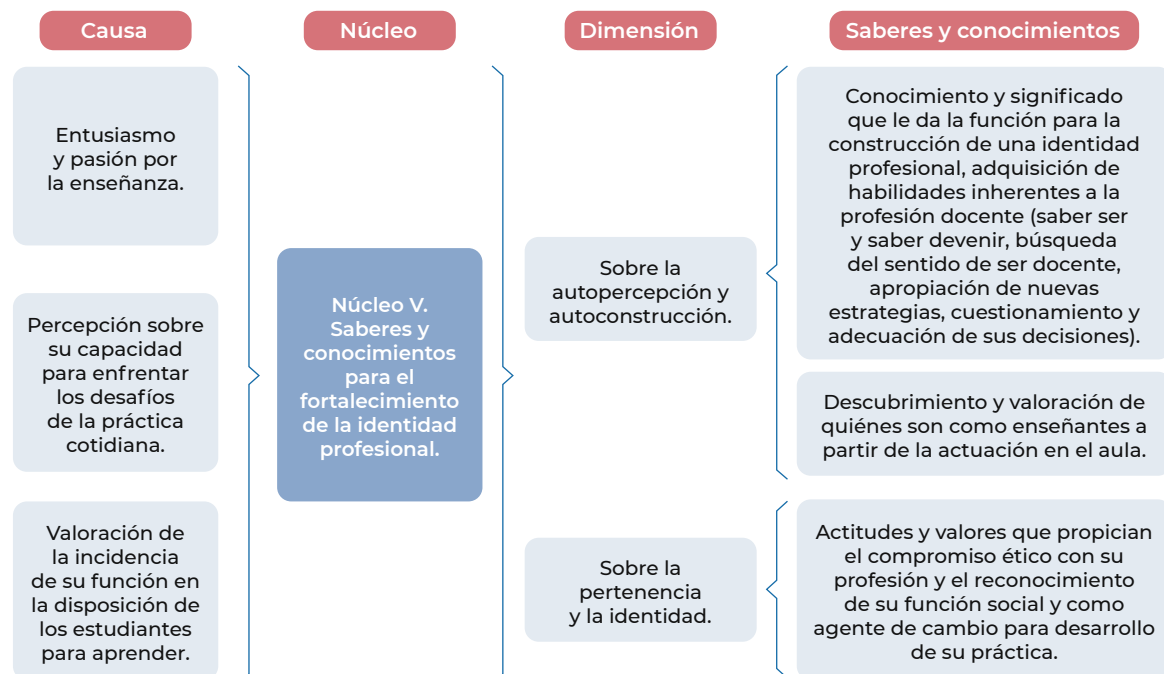 Causa
Núcleo
Dimensión
Saberes y conocimientos
Entusiasmo
y pasión por
la enseñanza.
Percepción sobre
su capacidad
para enfrentar
los desafíos
de la práctica
cotidiana.
Valoración de
la incidencia
de su función en
la disposición de
los estudiantes
para aprender.
Núcleo V.
Saberes y
conocimientos
para el
fortalecimiento
de la identidad
profesional.
Sobre la
autopercepción y
autoconstrucción.
Sobre la
pertenencia
y la identidad.
Conocimiento y significado
que le da la función para la
construcción de una identidad
profesional, adquisición de
habilidades inherentes a la
profesión docente (saber ser
y saber devenir, búsqueda
del sentido de ser docente,
apropiación de nuevas
estrategias, cuestionamiento y
adecuación de sus decisiones).
Descubrimiento y valoración de
quiénes son como enseñantes a
partir de la actuación en el aula.
Actitudes y valores que propician
el compromiso ético con su
profesión y el reconocimiento
de su función social y como
agente de cambio para desarrollo
de su práctica.